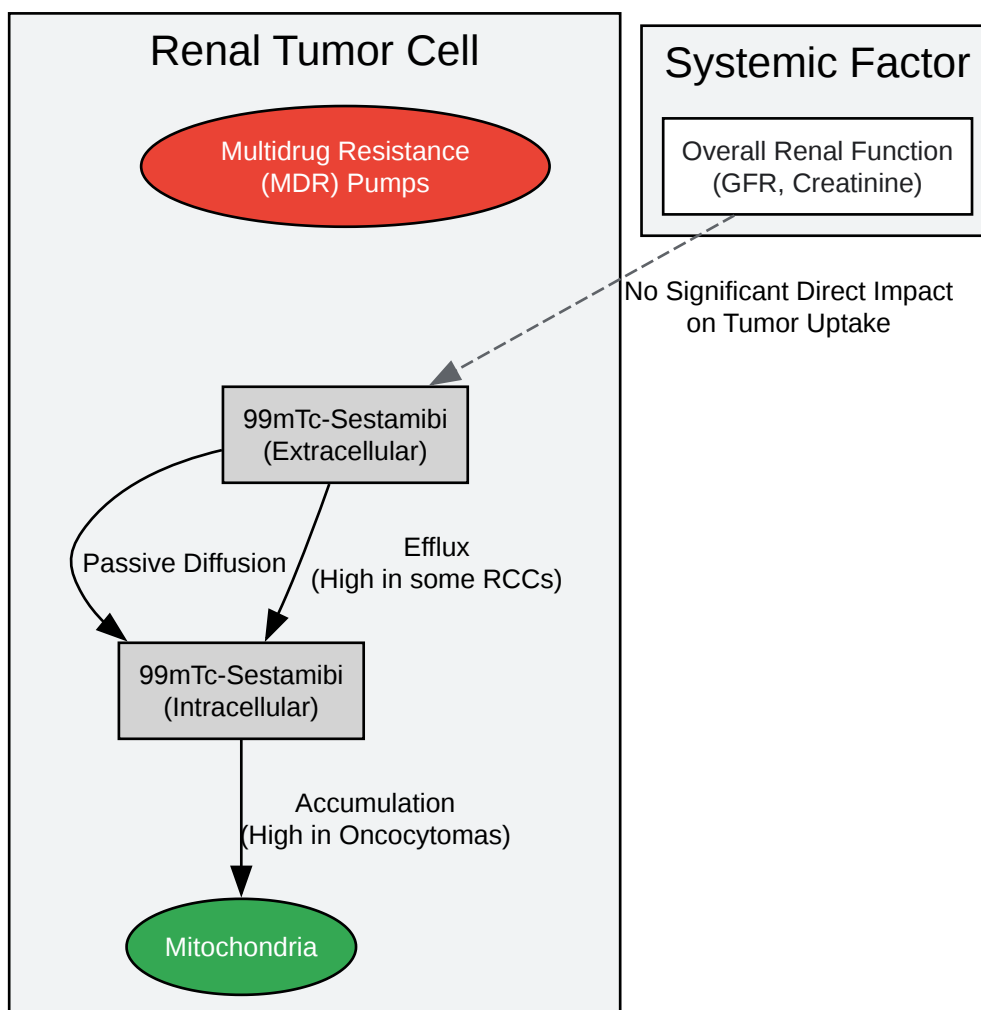 Renal Tumor Cell
Systemic Factor
Multidrug Resistance
(MDR) Pumps
Overall Renal Function
(GFR, Creatinine)
No Significant Direct Impact
on Tumor Uptake
99mTc-Sestamibi
(Extracellular)
Passive Diffusion
Efflux
(High in some RCCs)
99mTc-Sestamibi
(Intracellular)
Accumulation
(High in Oncocytomas)
Mitochondria